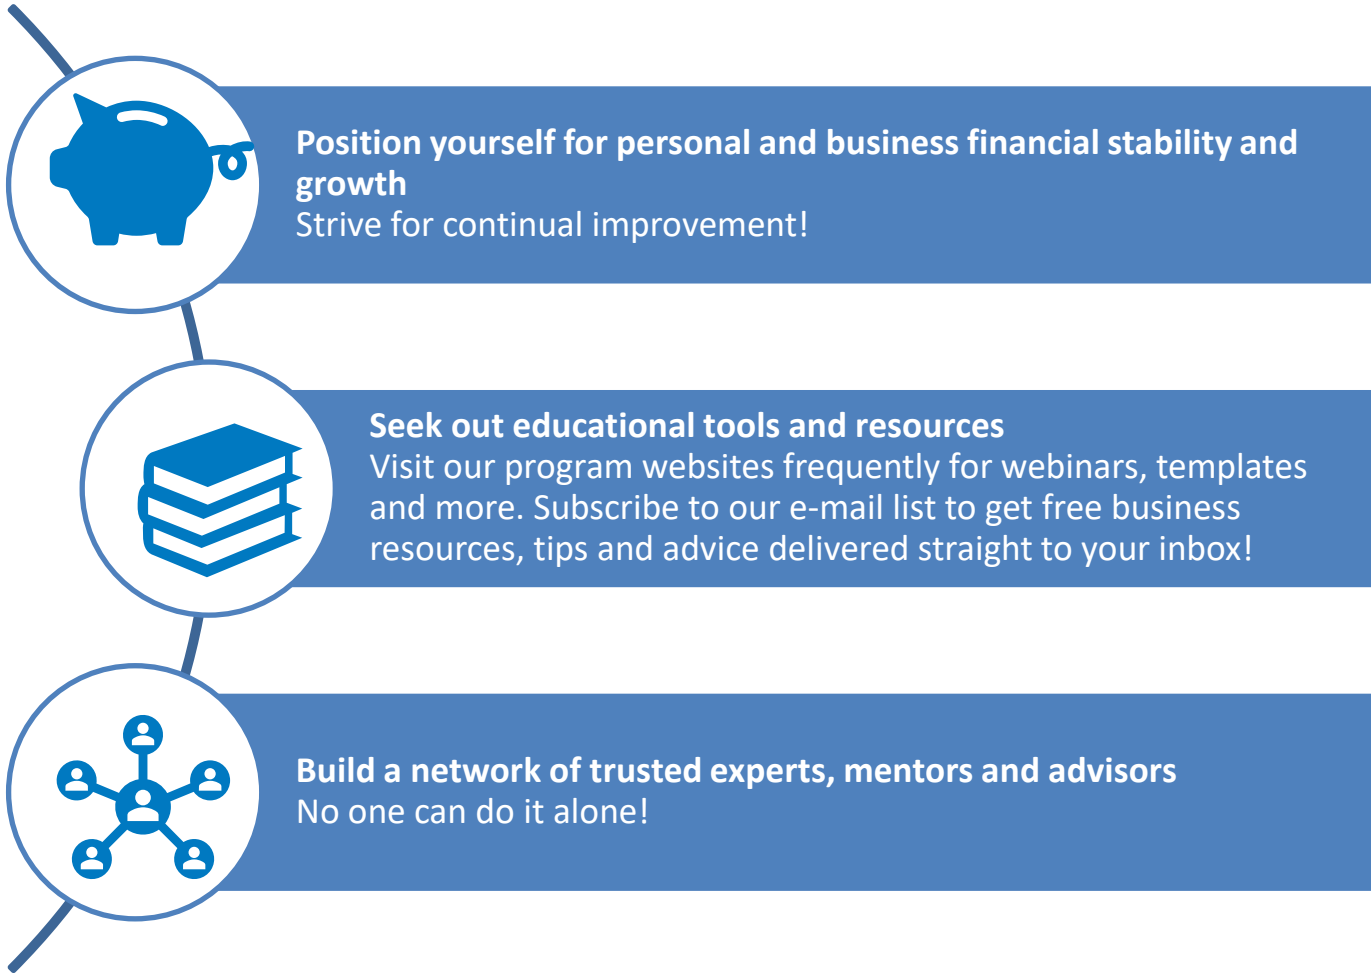 Position yourself for personal and business financial stability and
growth
Strive for continual improvement!
Seek out educational tools and resources
Visit our program websites frequently for webinars, templates
and more. Subscribe to our e-mail list to get free business
resources, tips and advice delivered straight to your inbox!
Build a network of trusted experts, mentors and advisors
No one can do it alone!